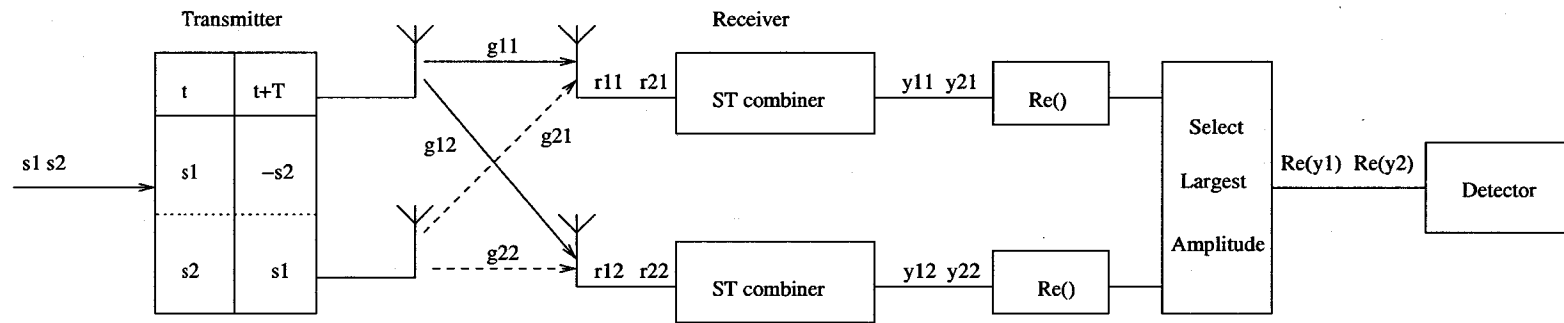 Transmitter
Receiver
t t+T
s1 -s2
s2 s1
s1 s2
g11
g12
g21
g22
r11 r21
ST combiner
y11 y21
Re()
r12 r22
ST combiner
y12 y22
Re()
Select
Largest
Amplitude
Re(y1) Re(y2)
Detector